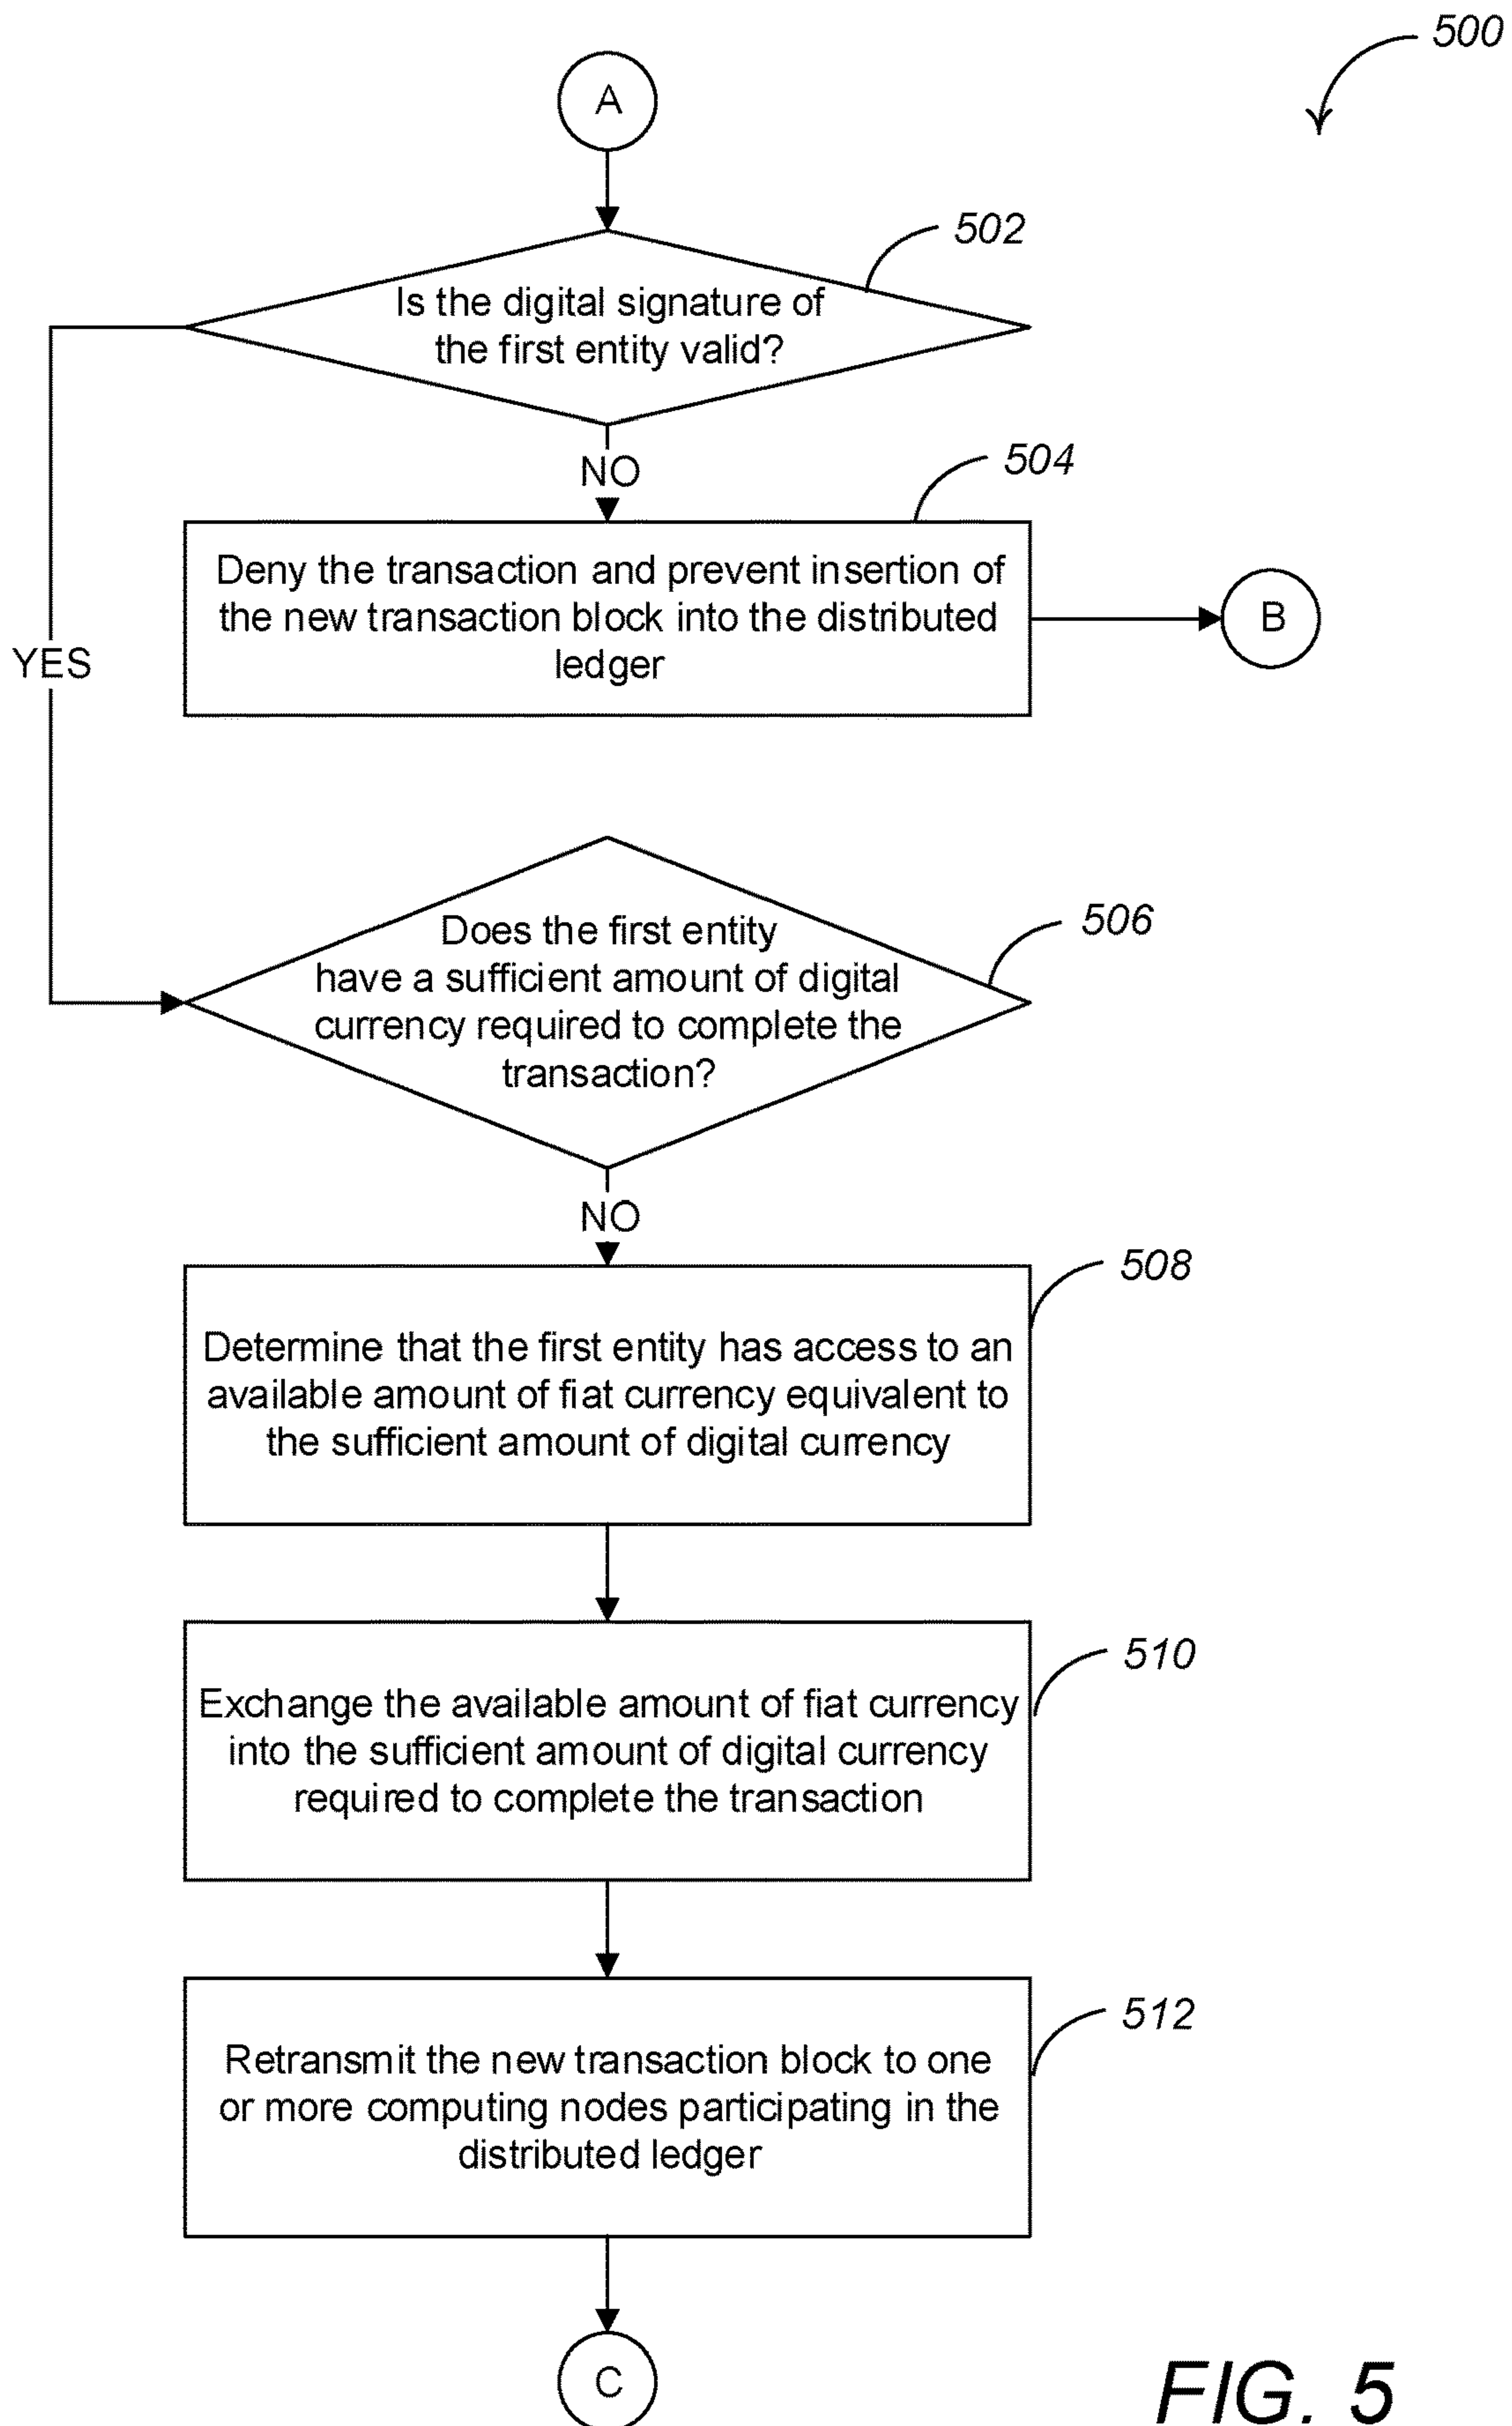 500
A
502
Is the digital signature of
the first entity valid?
NO
504
Deny the transaction and prevent insertion of
the new transaction block into the distributed
ledger
B
YES
506
Does the first entity
have a sufficient amount of digital
currency required to complete the
transaction?
NO
508
Determine that the first entity has access to an
available amount of fiat currency equivalent to
the sufficient amount of digital currency
510
Exchange the available amount of fiat currency
into the sufficient amount of digital currency
required to complete the transaction
512
Retransmit the new transaction block to one
or more computing nodes participating in the
distributed ledger
C
FIG. 5